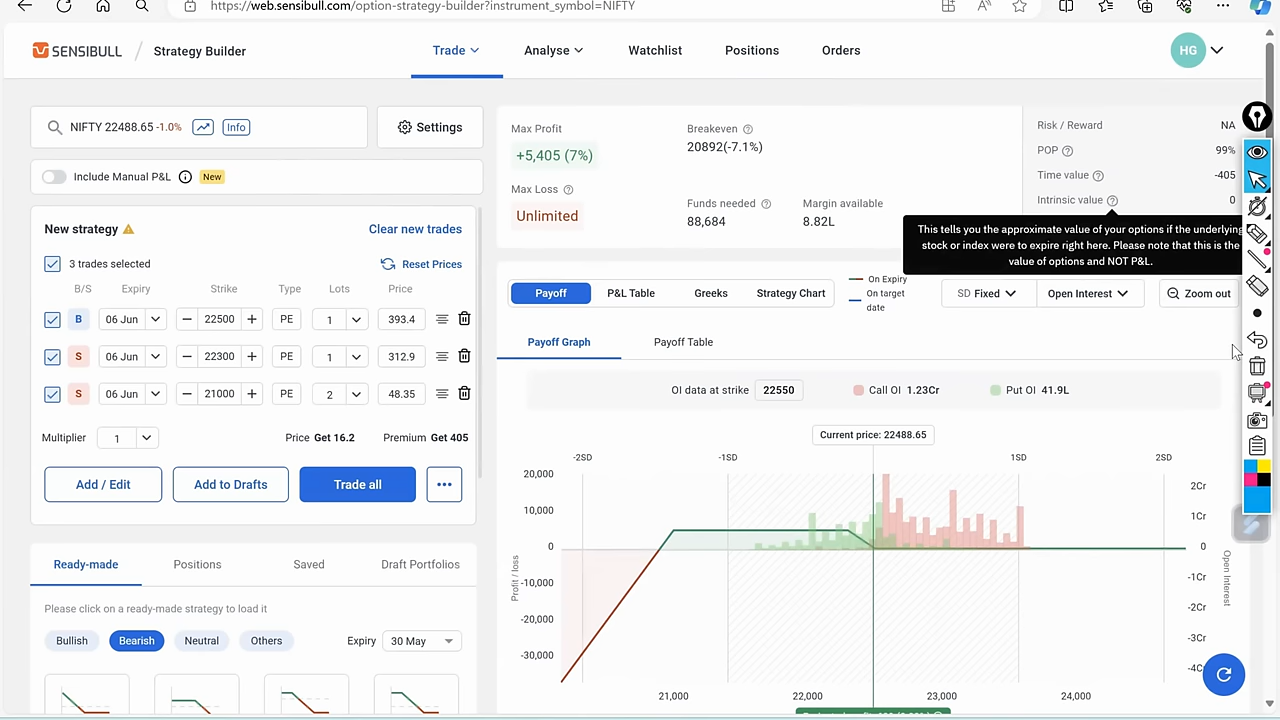 https://web.sensibull.com/option-strategy-builder?instrument_symbol=NIFTY
SENSIBULL / Strategy Builder
Trade
Analyse
Watchlist
Positions
Orders
HG
NIFTY 22488.65 -1.0% Info
Settings
Include Manual P&L New
New strategy
Clear new trades
3 trades selected
Reset Prices
B/S Expiry Strike Type Lots Price
B 06 Jun − 22500 + PE 1 393.4
S 06 Jun − 22300 + PE 1 312.9
S 06 Jun − 21000 + PE 2 48.35
Multiplier 1 Price Get 16.2 Premium Get 405
Add / Edit
Add to Drafts
Trade all
Ready-made
Positions
Saved
Draft Portfolios
Please click on a ready-made strategy to load it
Bullish
Bearish
Neutral
Others
Expiry 30 May
Max Profit
+5,405 (7%)
Max Loss
Unlimited
Breakeven
20892(-7.1%)
Funds needed
88,684
Margin available
8.82L
Risk / Reward NA
POP 99%
Time value -405
Intrinsic value 0
This tells you the approximate value of your options if the underlying
stock or index were to expire right here. Please note that this is the
value of options and NOT P&L.
Payoff
P&L Table
Greeks
Strategy Chart
On Expiry
On target
date
SD Fixed
Open Interest
Zoom out
Payoff Graph
Payoff Table
OI data at strike 22550 Call OI 1.23Cr Put OI 41.9L
Current price: 22488.65
-2SD -1SD 1SD 2SD
20,000
10,000
0
-10,000
-20,000
-30,000
Profit / loss
2Cr
1Cr
0
-1Cr
-2Cr
-3Cr
-4C
Open Interest
21,000 22,000 23,000 24,000